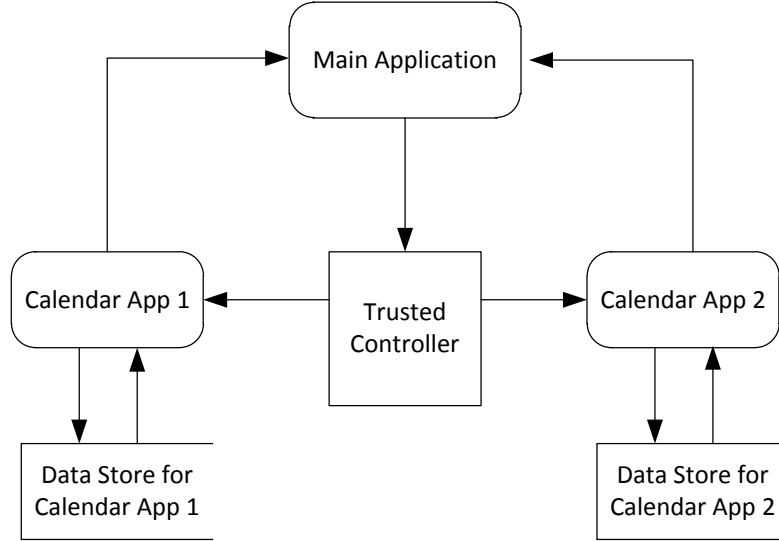 Main Application
Calendar App 1
Trusted
Controller
Calendar App 2
Data Store for
Calendar App 1
Data Store for
Calendar App 2